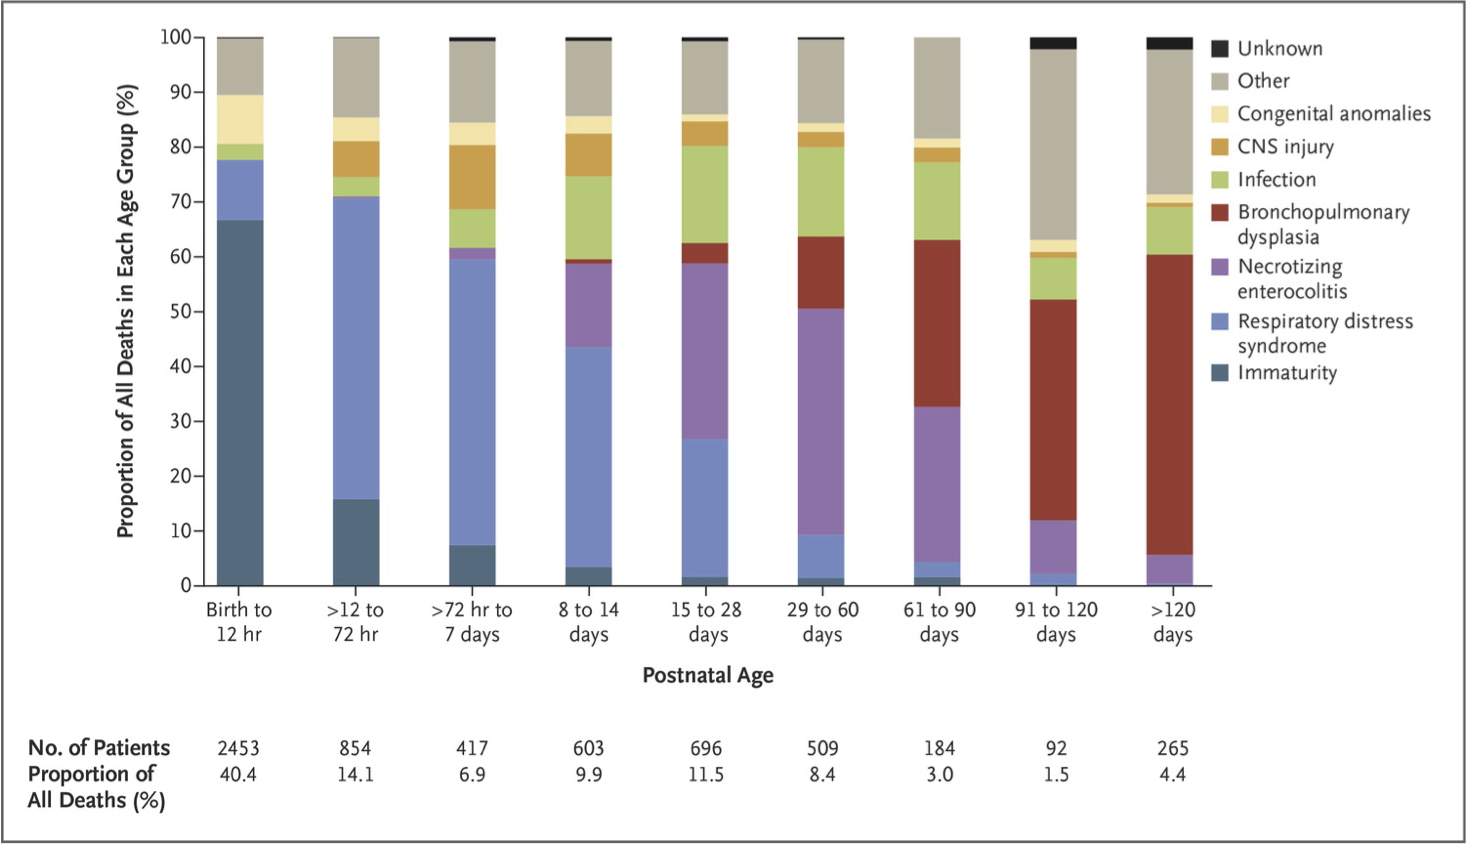 Proportion of All Deaths in Each Age Group (%)
100
90
80
70
60
50
40
30
20
10
0
Unknown
Other
Congenital anomalies
CNS injury
Infection
Bronchopulmonary
dysplasia
Necrotizing
enterocolitis
Respiratory distress
syndrome
Immaturity
Birth to >12 to >72 hr to 8 to 14 15 to 28 29 to 60 61 to 90 91 to 120 >120
12 hr 72 hr 7 days days days days days days days
Postnatal Age
No. of Patients 2453 854 417 603 696 509 184 92 265
Proportion of 40.4 14.1 6.9 9.9 11.5 8.4 3.0 1.5 4.4
All Deaths (%)